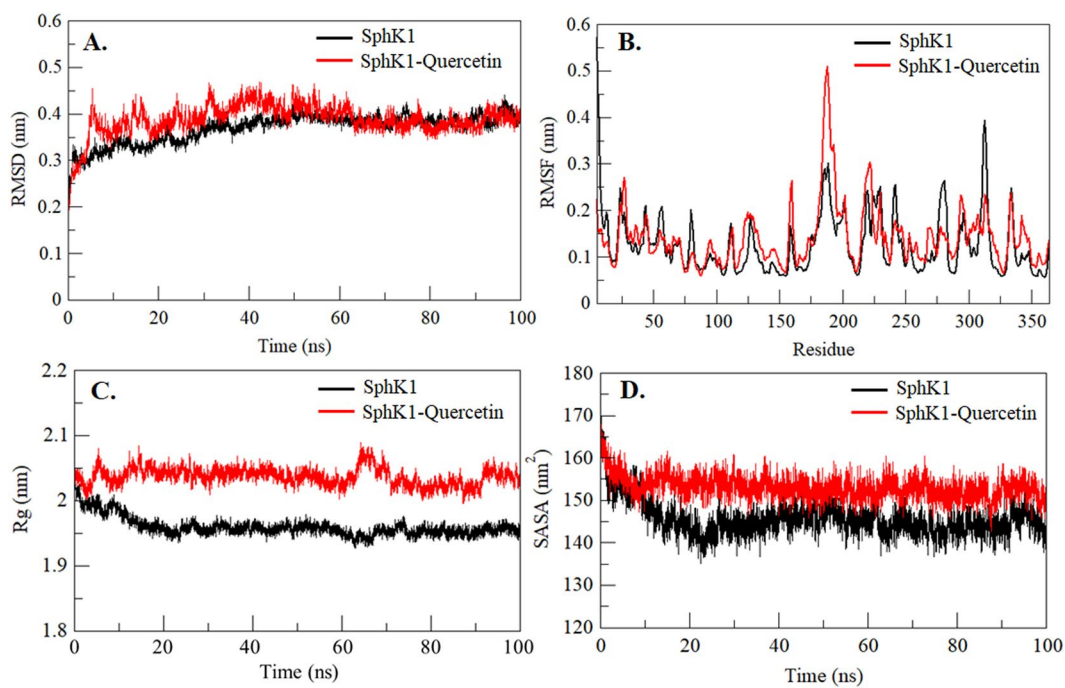 A.
SphK1
SphK1-Quercetin
0.6
0.5
0.4
0.3
0.2
0.1
0
RMSD (nm)
0 20 40 60 80 100
Time (ns)
B.
SphK1
SphK1-Quercetin
0.6
0.5
0.4
0.3
0.2
0.1
0
RMSF (nm)
50 100 150 200 250 300 350
Residue
C.
SphK1
SphK1-Quercetin
2.2
2.1
2
1.9
1.8
Rg (nm)
0 20 40 60 80 100
Time (ns)
D.
SphK1
SphK1-Quercetin
180
170
160
150
140
130
120
SASA (nm²)
0 20 40 60 80 100
Time (ns)